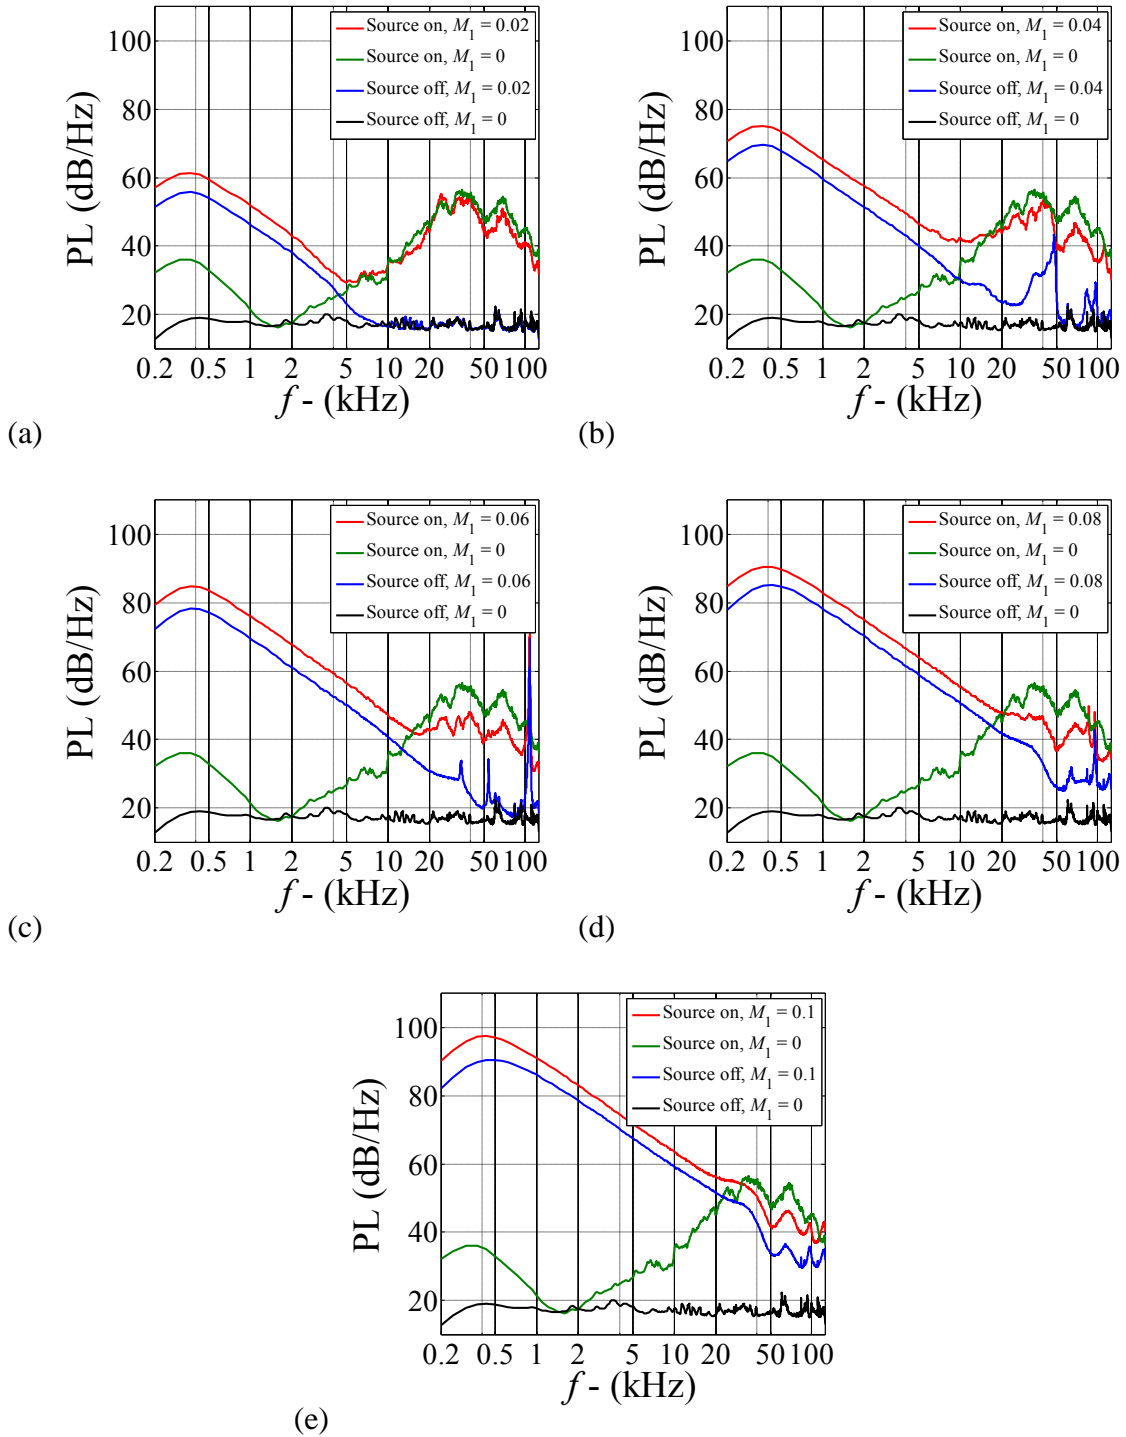 100
80
60
40
20
PL (dB/Hz)
Source on, M1 = 0.02
Source on, M1 = 0
Source off, M1 = 0.02
Source off, M1 = 0
0.2 0.5 1 2 5 10 20 50 100
f - (kHz)
(a)
100
80
60
40
20
PL (dB/Hz)
Source on, M1 = 0.04
Source on, M1 = 0
Source off, M1 = 0.04
Source off, M1 = 0
0.2 0.5 1 2 5 10 20 50 100
f - (kHz)
(b)
100
80
60
40
20
PL (dB/Hz)
Source on, M1 = 0.06
Source on, M1 = 0
Source off, M1 = 0.06
Source off, M1 = 0
0.2 0.5 1 2 5 10 20 50 100
f - (kHz)
(c)
100
80
60
40
20
PL (dB/Hz)
Source on, M1 = 0.08
Source on, M1 = 0
Source off, M1 = 0.08
Source off, M1 = 0
0.2 0.5 1 2 5 10 20 50 100
f - (kHz)
(d)
100
80
60
40
20
PL (dB/Hz)
Source on, M1 = 0.1
Source on, M1 = 0
Source off, M1 = 0.1
Source off, M1 = 0
0.2 0.5 1 2 5 10 20 50 100
f - (kHz)
(e)